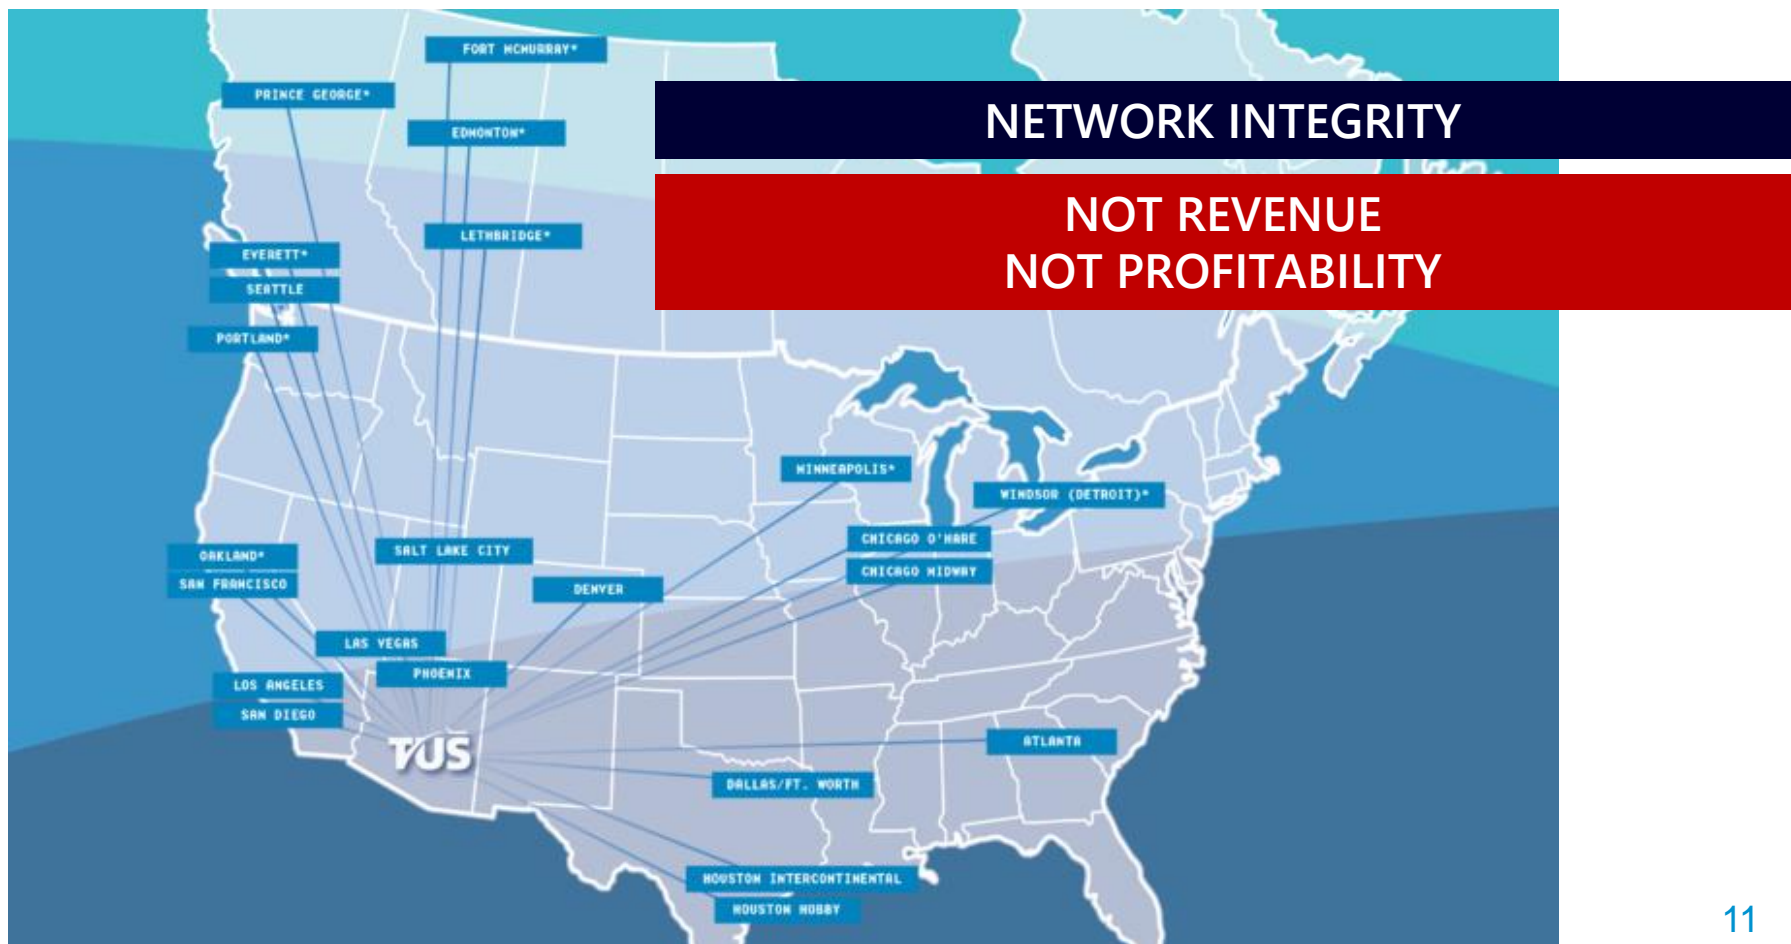 FORT MCMURRAY*
PRINCE GEORGE*
NETWORK INTEGRITY
EDMONTON*
NOT REVENUE
NOT PROFITABILITY
LETHBRIDGE*
EVERETT*
SEATTLE
PORTLAND*
MINNEAPOLIS*
WINDSOR (DETROIT)*
CHICAGO O'HARE
OAKLAND*
SALT LAKE CITY
CHICAGO MIDWAY
SAN FRANCISCO
DENVER
LAS VEGAS
PHOENIX
LOS ANGELES
SAN DIEGO
TUS
ATLANTA
DALLAS/FT. WORTH
HOUSTON INTERCONTINENTAL
HOUSTON HOBBY
11